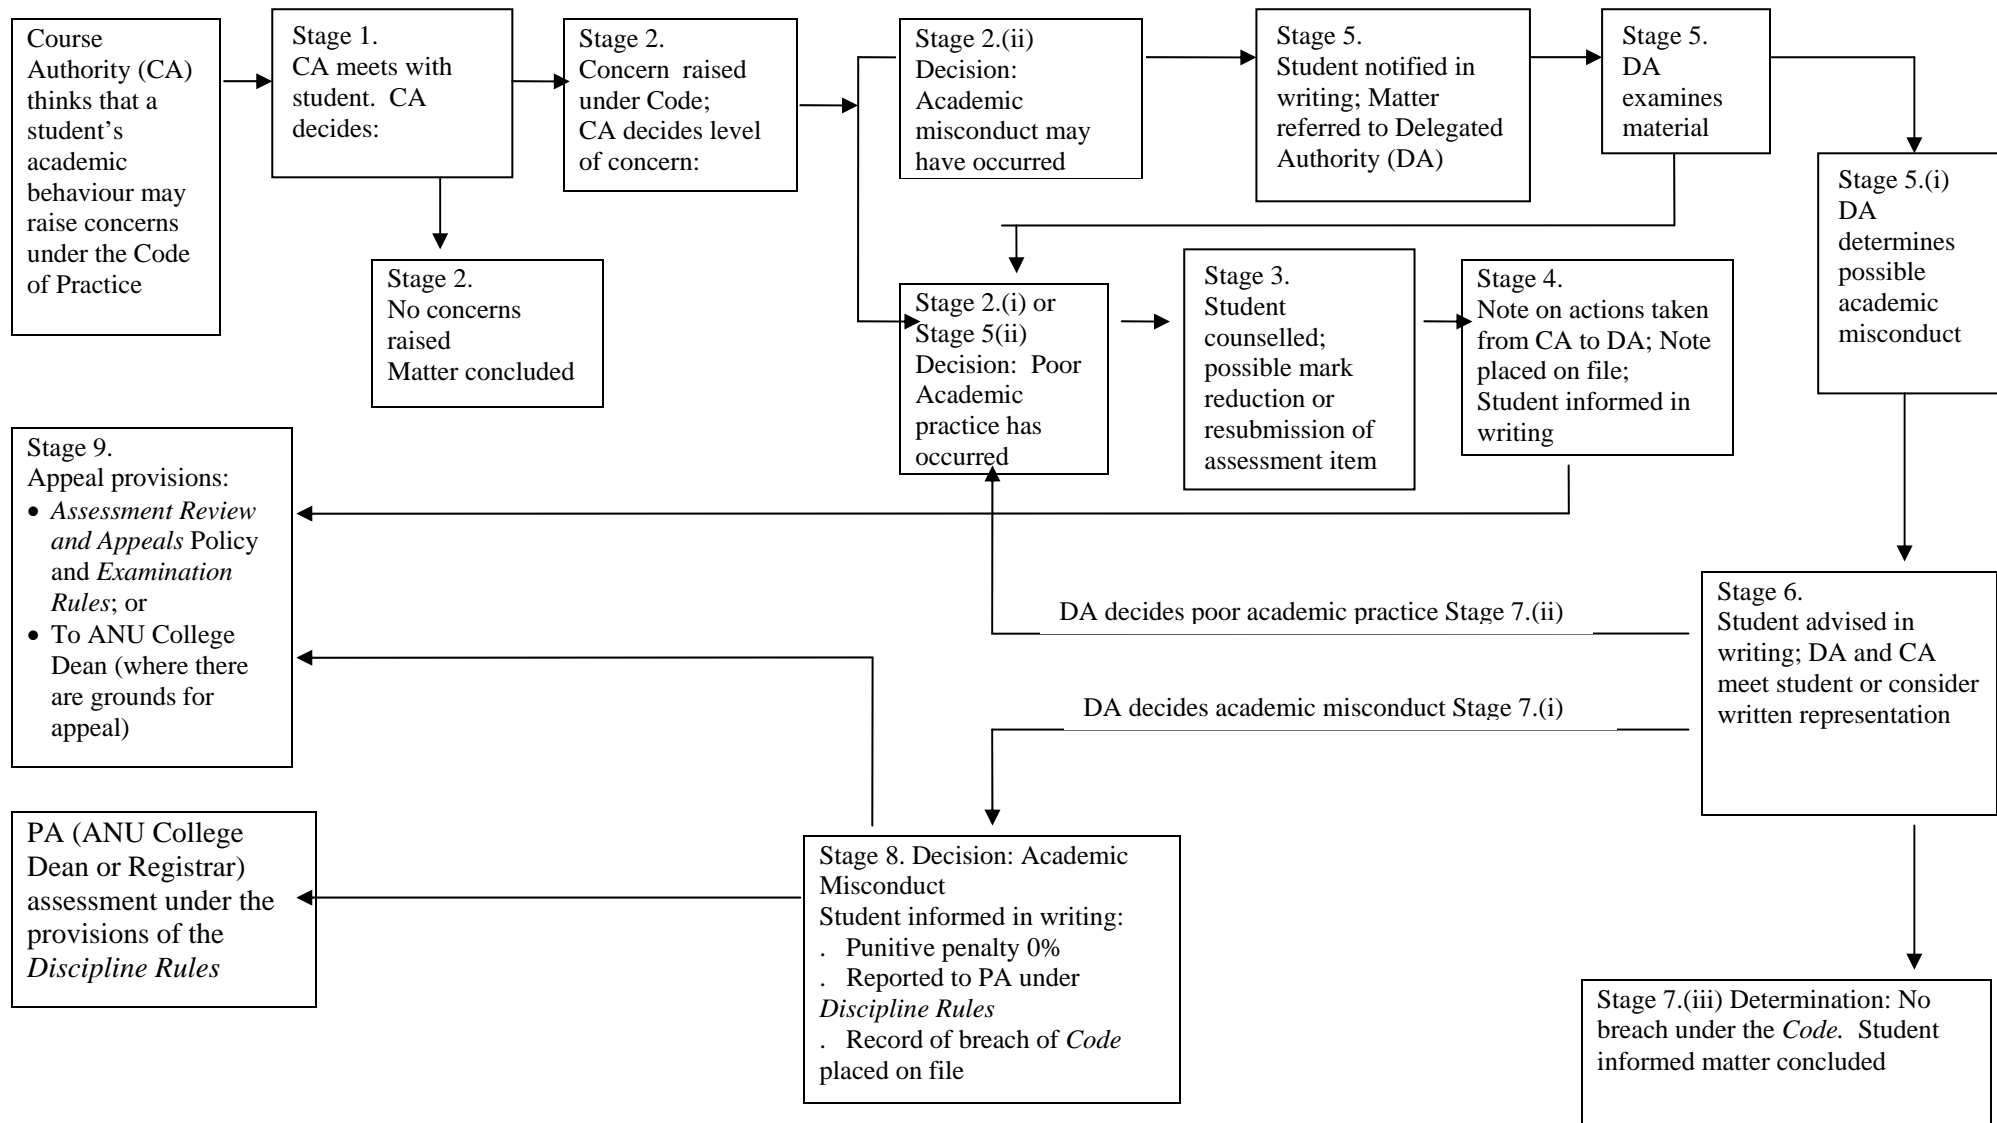 Course
Authority (CA)
thinks that a
student’s
academic
behaviour may
raise concerns
under the Code
of Practice
Stage 1.
CA meets with
student.  CA
decides:
Stage 2.
Concern  raised
under Code;
CA decides level
of concern:
Stage 2.(ii)
Decision:
Academic
misconduct may
have occurred
Stage 5.
Student notified in
writing; Matter
referred to Delegated
Authority (DA)
Stage 5.
DA
examines
material
Stage 5.(i)
DA
determines
possible
academic
misconduct
Stage 2.
No concerns
raised
Matter concluded
Stage 2.(i) or
Stage 5(ii)
Decision:  Poor
Academic
practice has
occurred
Stage 3.
Student
counselled;
possible mark
reduction or
resubmission of
assessment item
Stage 4.
Note on actions taken
from CA to DA; Note
placed on file;
Student informed in
writing
Stage 9.
Appeal provisions:
• Assessment Review
and Appeals Policy
and Examination
Rules; or
• To ANU College
Dean (where there
are grounds for
appeal)
DA decides poor academic practice Stage 7.(ii)
Stage 6.
Student advised in
writing; DA and CA
meet student or consider
written representation
DA decides academic misconduct Stage 7.(i)
PA (ANU College
Dean or Registrar)
assessment under the
provisions of the
Discipline Rules
Stage 8. Decision: Academic
Misconduct
Student informed in writing:
.   Punitive penalty 0%
.   Reported to PA under
Discipline Rules
.   Record of breach of Code
placed on file
Stage 7.(iii) Determination: No
breach under the Code.  Student
informed matter concluded